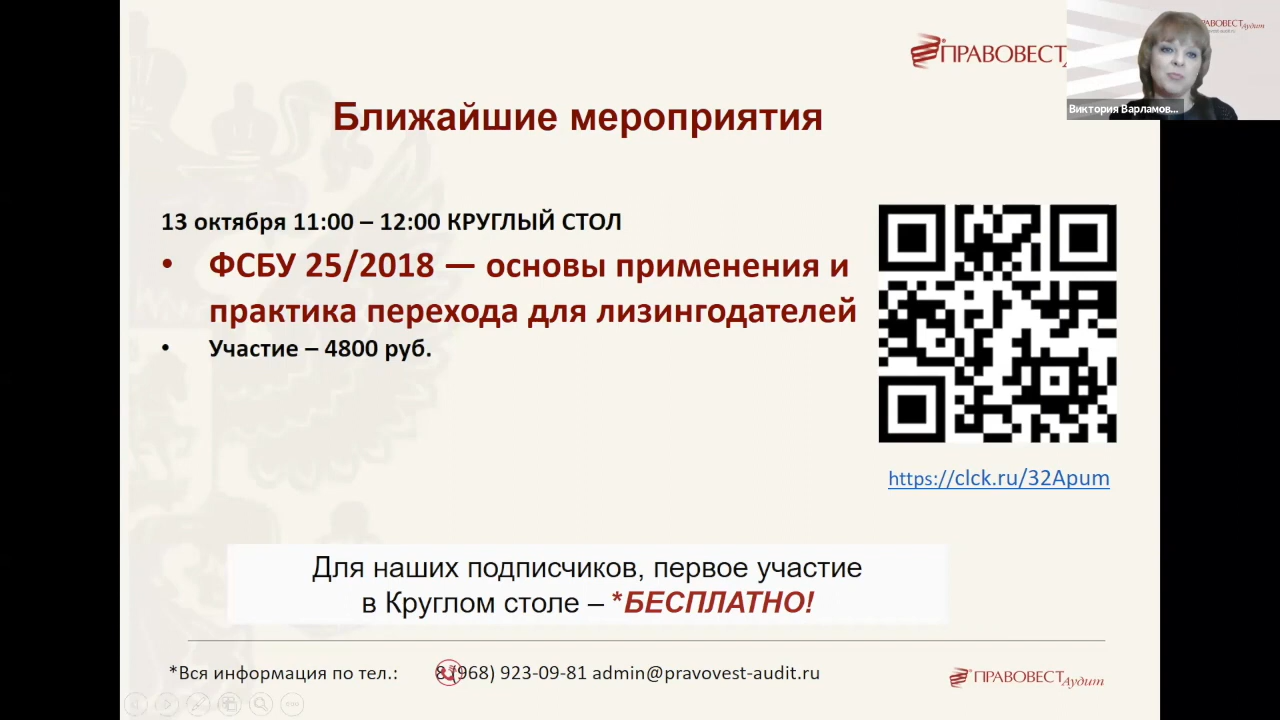 ПРАВОВЕСТ
ПРАВОВЕСТ Аудит
Виктория Варламов...
Ближайшие мероприятия
13 октября 11:00 – 12:00 КРУГЛЫЙ СТОЛ
• ФСБУ 25/2018 — основы применения и
практика перехода для лизингодателей
• Участие – 4800 руб.
https://clck.ru/32Apum
Для наших подписчиков, первое участие
в Круглом столе – *БЕСПЛАТНО!
*Вся информация по тел.: 8(968) 923-09-81 admin@pravovest-audit.ru
ПРАВОВЕСТ Аудит